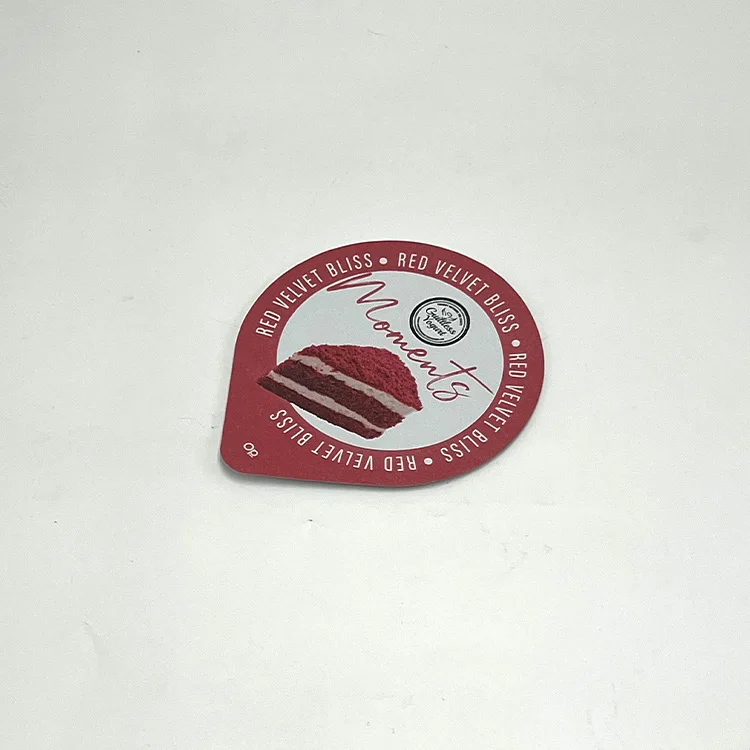 RED VELVET BLISS • RED VELVET BLISS • RED VELVET BLISS • RED VELVET BLISS
Moments
Guiltless
Yogurt